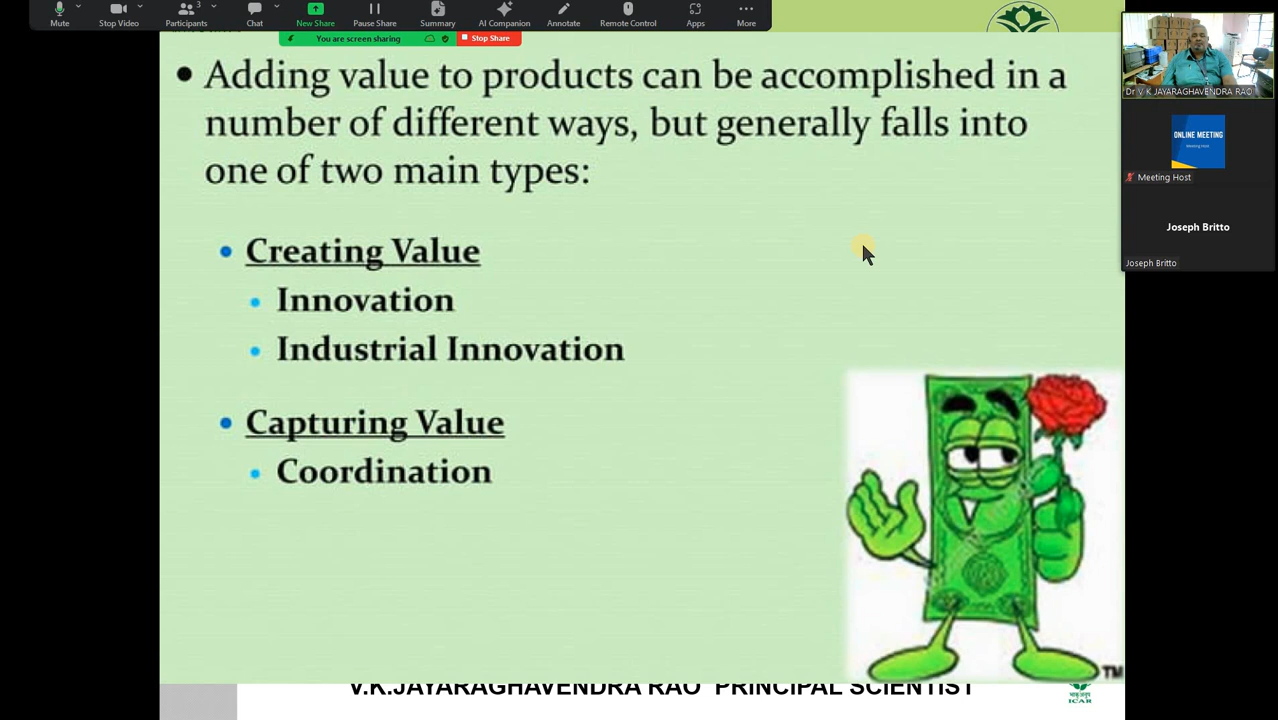 Mute
Stop Video
Participants
3
Chat
New Share
Pause Share
Summary
AI Companion
Annotate
Remote Control
Apps
More
You are screen sharing
Stop Share
• Adding value to products can be accomplished in a
number of different ways, but generally falls into
one of two main types:
• Creating Value
• Innovation
• Industrial Innovation
• Capturing Value
• Coordination
TM
V.K.JAYARAGHAVENDRA RAO PRINCIPAL SCIENTIST
ICAR
Dr V K JAYARAGHAVENDRA RAO
ONLINE MEETING
Meeting Host
Meeting Host
Joseph Britto
Joseph Britto